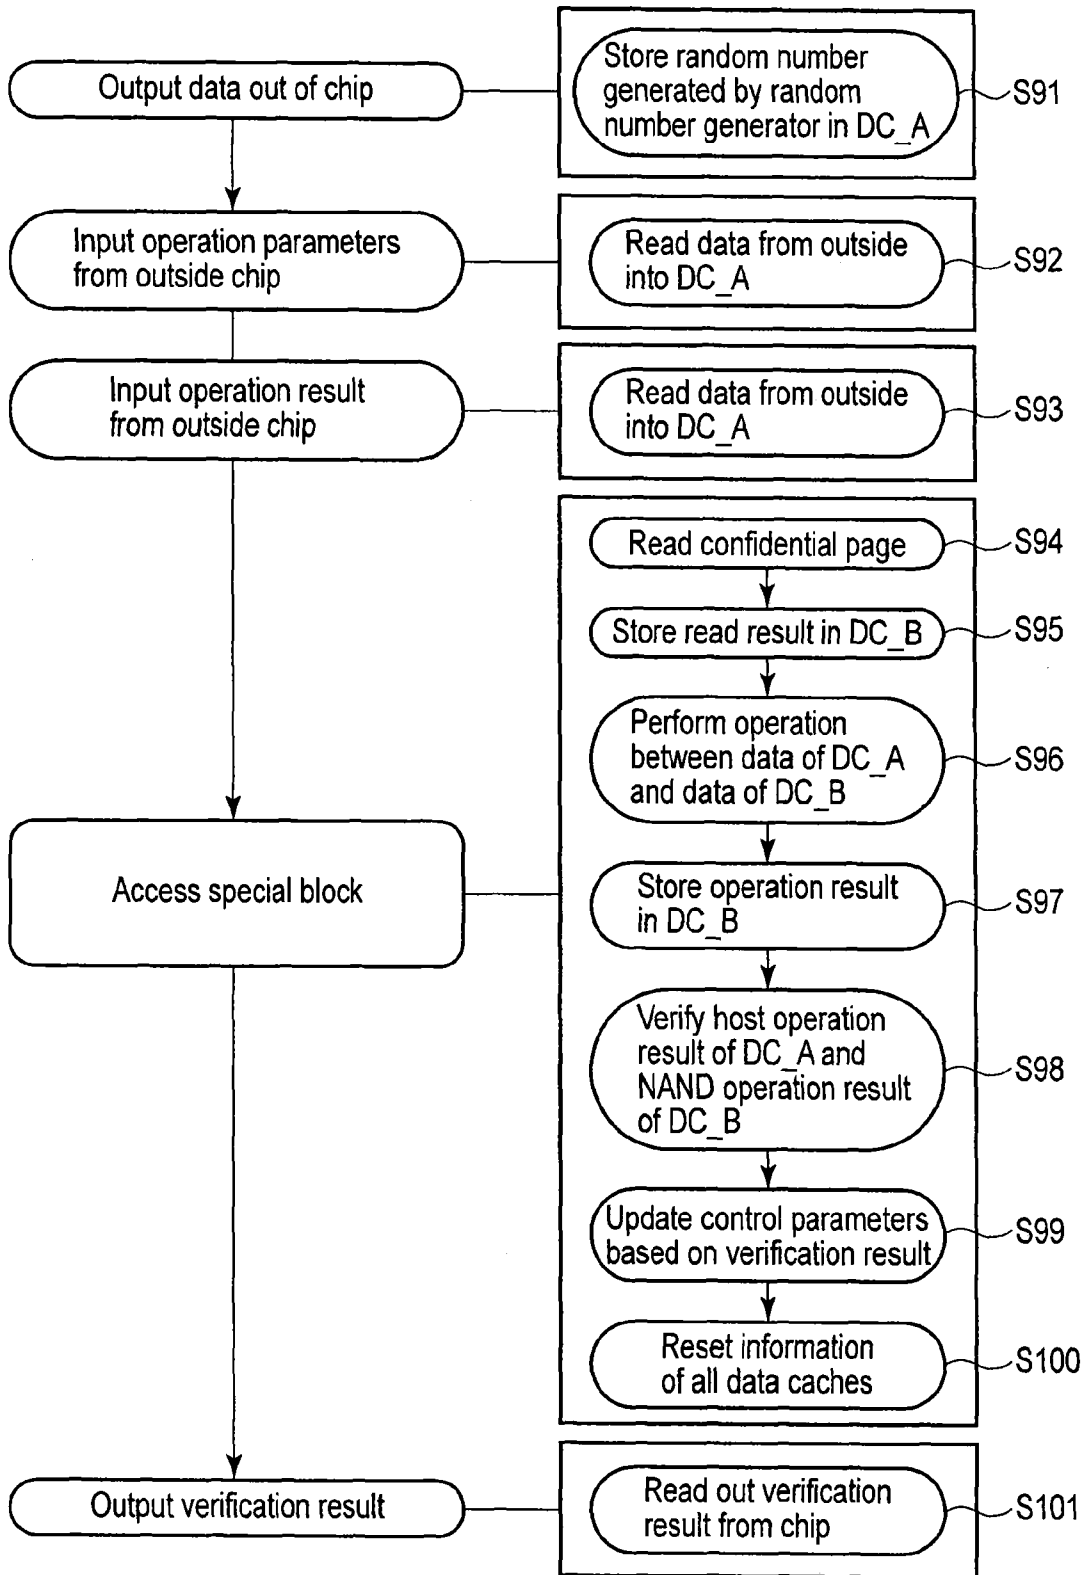 Output data out of chip
Store random number
generated by random
number generator in DC_A
S91
Input operation parameters
from outside chip
Read data from outside
into DC_A
S92
Input operation result
from outside chip
Read data from outside
into DC_A
S93
Read confidential page
S94
Store read result in DC_B
S95
Perform operation
between data of DC_A
and data of DC_B
S96
Access special block
Store operation result
in DC_B
S97
Verify host operation
result of DC_A and
NAND operation result
of DC_B
S98
Update control parameters
based on verification result
S99
Reset information
of all data caches
S100
Output verification result
Read out verification
result from chip
S101